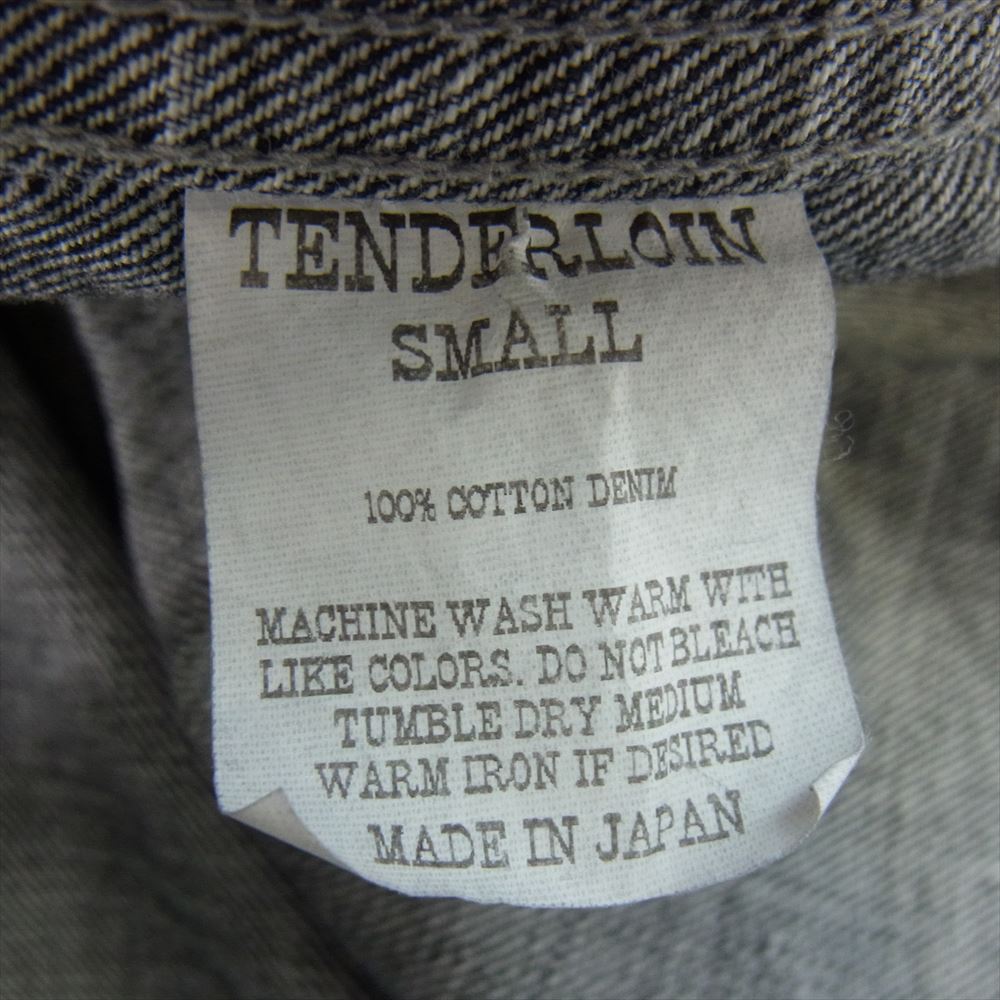 TENDERLOIN
SMALL
100% COTTON DENIM
MACHINE WASH WARM WITH
LIKE COLORS. DO NOT BLEACH
TUMBLE DRY MEDIUM
WARM IRON IF DESIRED
MADE IN JAPAN